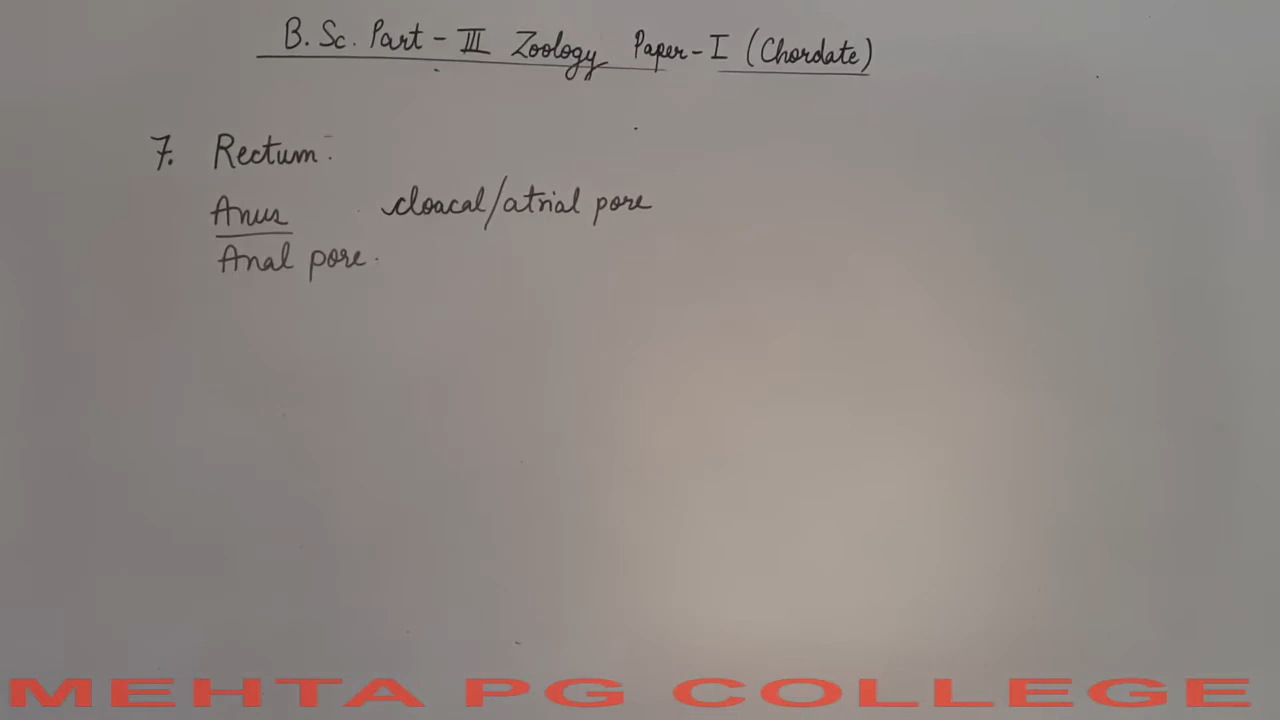 B. Sc. Part - III Zoology Paper - I (Chordate)
7. Rectum:
Anus cloacal/atrial pore
Anal pore.
MEHTA PG COLLEGE